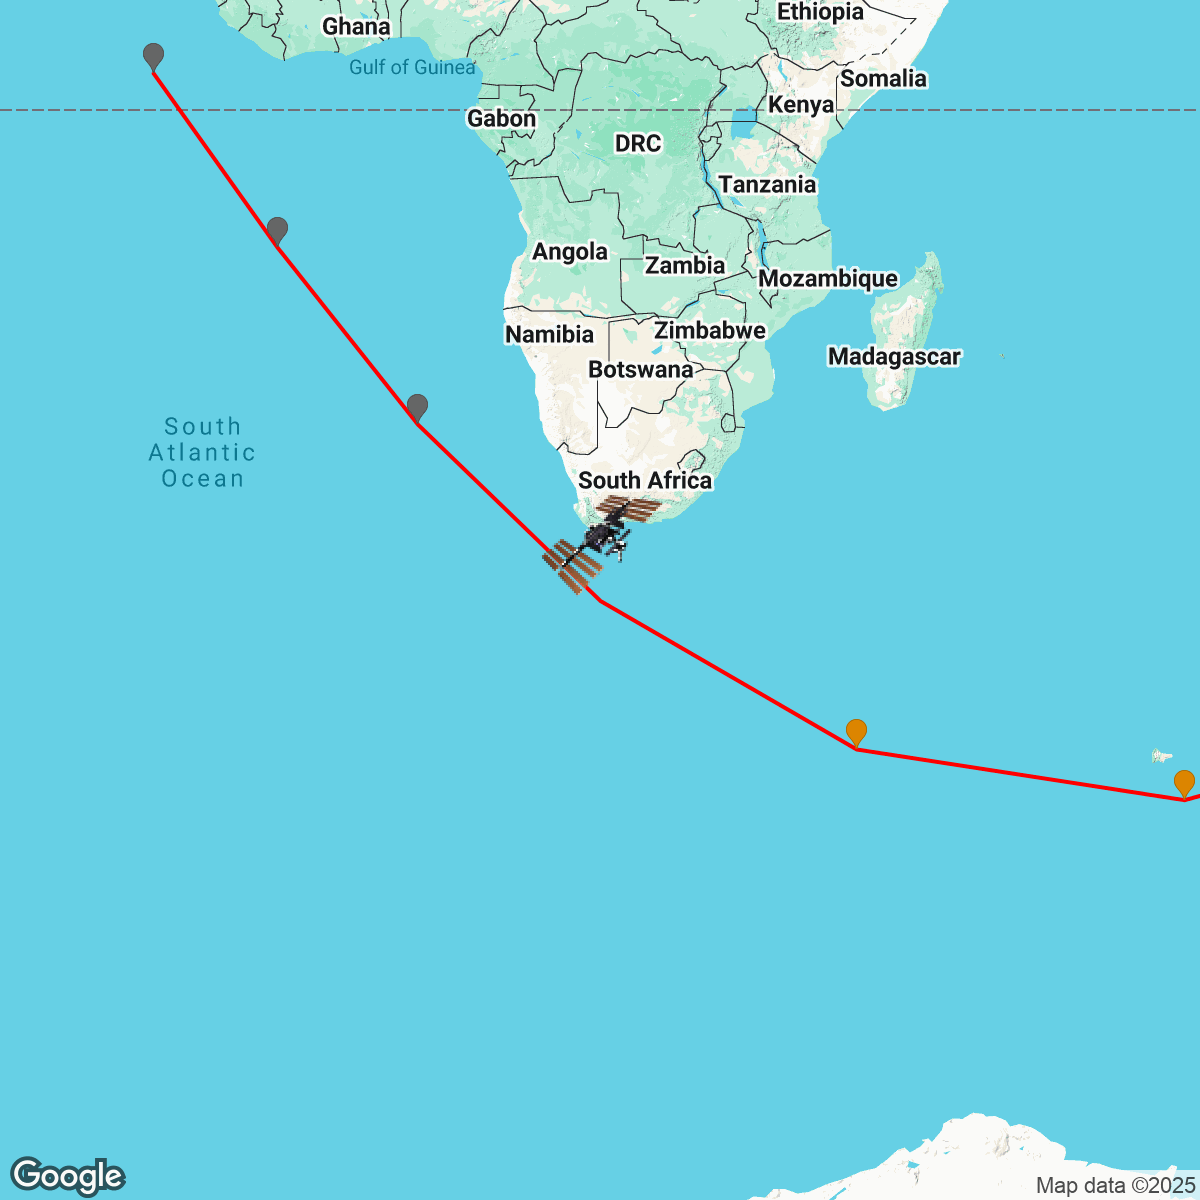 Ethiopia
Ghana
Gulf of Guinea
Somalia
Kenya
Gabon
DRC
Tanzania
Angola
Zambia
Mozambique
Namibia
Zimbabwe
Madagascar
Botswana
South
Atlantic
Ocean
South Africa
Google
Map data ©2025